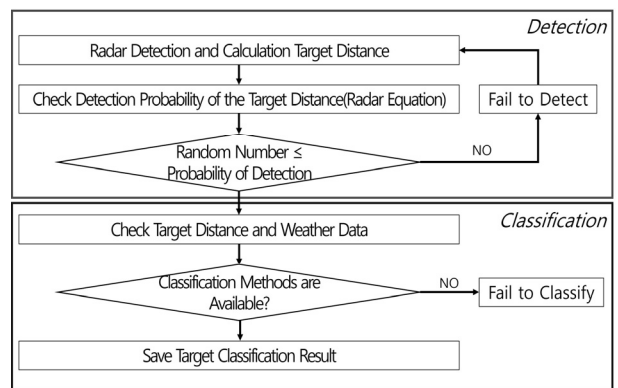 Detection
Radar Detection and Calculation Target Distance
Check Detection Probability of the Target Distance(Radar Equation)
Fail to Detect
Random Number ≤
Probability of Detection
NO
Classification
Check Target Distance and Weather Data
Classification Methods are
Available?
NO
Fail to Classify
Save Target Classification Result